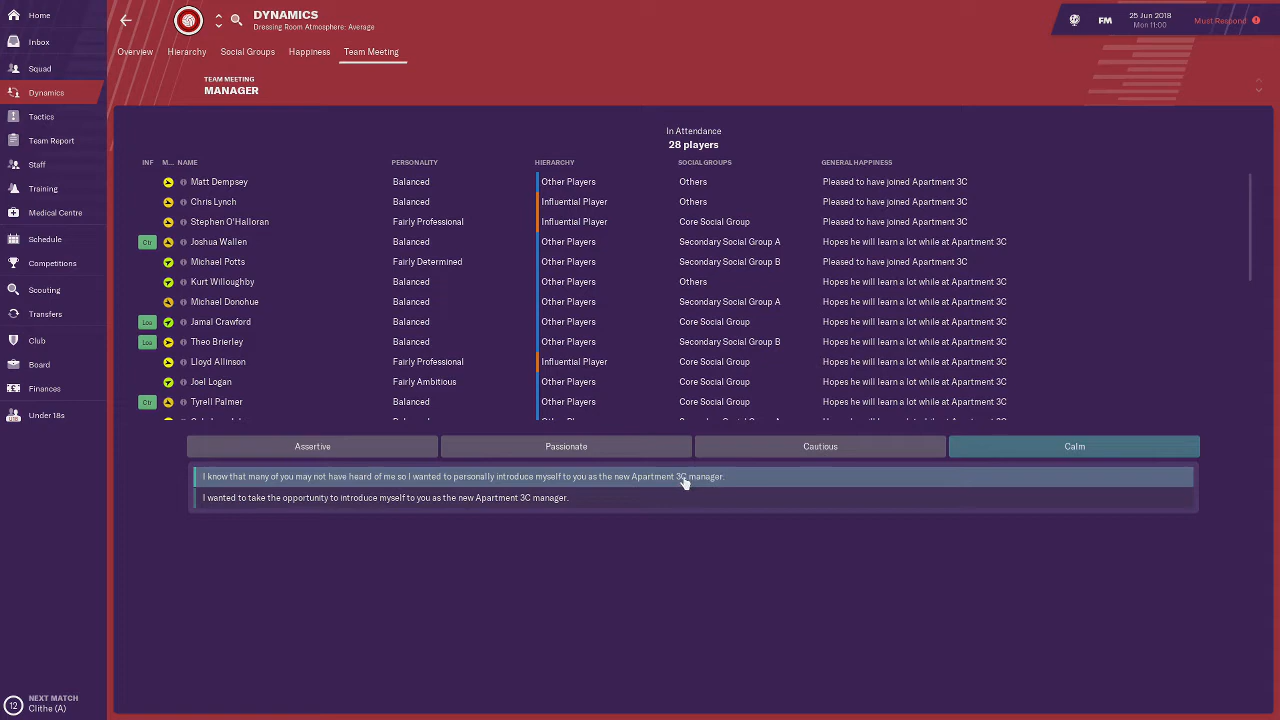 Home
Inbox
Squad
Dynamics
Tactics
Team Report
Staff
Training
Medical Centre
Schedule
Competitions
Scouting
Transfers
Club
Board
Finances
Under 18s
12 NEXT MATCH
Clithe (A)
DYNAMICS
Dressing Room Atmosphere: Average
FM
25 Jun 2018
Mon 11:00
Must Respond
Overview Hierarchy Social Groups Happiness Team Meeting
TEAM MEETING
MANAGER
In Attendance
28 players
INF M... NAME PERSONALITY HIERARCHY SOCIAL GROUPS GENERAL HAPPINESS
Matt Dempsey Balanced Other Players Others Pleased to have joined Apartment 3C
Chris Lynch Balanced Influential Player Others Pleased to have joined Apartment 3C
Stephen O'Halloran Fairly Professional Influential Player Core Social Group Pleased to have joined Apartment 3C
Ctr Joshua Wallen Balanced Other Players Secondary Social Group A Hopes he will learn a lot while at Apartment 3C
Michael Potts Fairly Determined Other Players Secondary Social Group B Pleased to have joined Apartment 3C
Kurt Willoughby Balanced Other Players Others Hopes he will learn a lot while at Apartment 3C
Michael Donohue Balanced Other Players Secondary Social Group A Hopes he will learn a lot while at Apartment 3C
Loa Jamal Crawford Balanced Other Players Core Social Group Hopes he will learn a lot while at Apartment 3C
Loa Theo Brierley Balanced Other Players Secondary Social Group B Hopes he will learn a lot while at Apartment 3C
Lloyd Allinson Fairly Professional Influential Player Core Social Group Hopes he will learn a lot while at Apartment 3C
Joel Logan Fairly Ambitious Other Players Core Social Group Hopes he will learn a lot while at Apartment 3C
Ctr Tyrell Palmer Balanced Other Players Core Social Group Hopes he will learn a lot while at Apartment 3C
Assertive Passionate Cautious Calm
I know that many of you may not have heard of me so I wanted to personally introduce myself to you as the new Apartment 3C manager.
I wanted to take the opportunity to introduce myself to you as the new Apartment 3C manager.